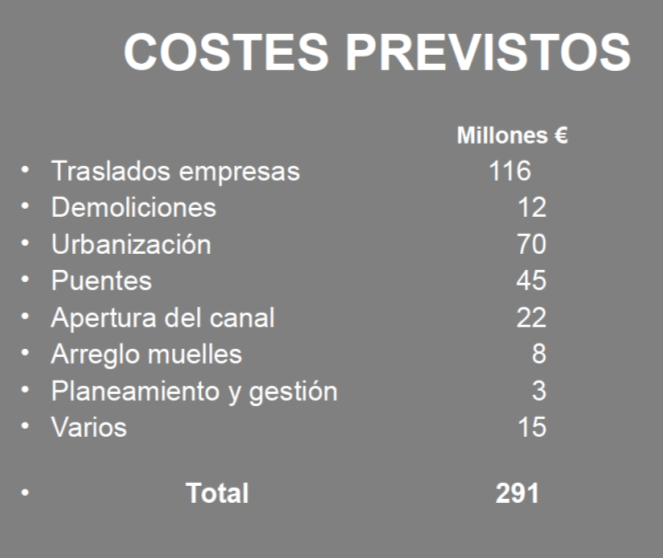 COSTES PREVISTOS
Millones €
• Traslados empresas 116
• Demoliciones 12
• Urbanización 70
• Puentes 45
• Apertura del canal 22
• Arreglo muelles 8
• Planeamiento y gestión 3
• Varios 15
• Total 291